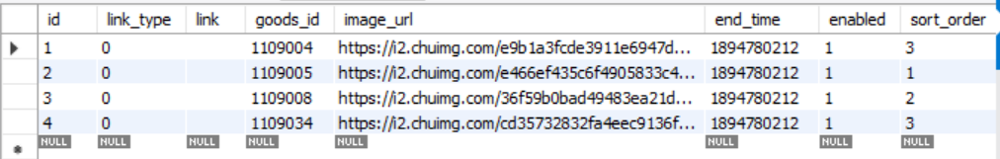 id link_type link goods_id image_url end_time enabled sort_order
1 0 1109004 https://i2.chuimg.com/e9b1a3fcde3911e6947d... 1894780212 1 3
2 0 1109005 https://i2.chuimg.com/e466ef435c6f4905833c4... 1894780212 1 1
3 0 1109008 https://i2.chuimg.com/36f59b0bad49483ea21d... 1894780212 1 2
4 0 1109034 https://i2.chuimg.com/cd35732832fa4eec9136f... 1894780212 1 3
NULL NULL NULL NULL NULL NULL NULL NULL